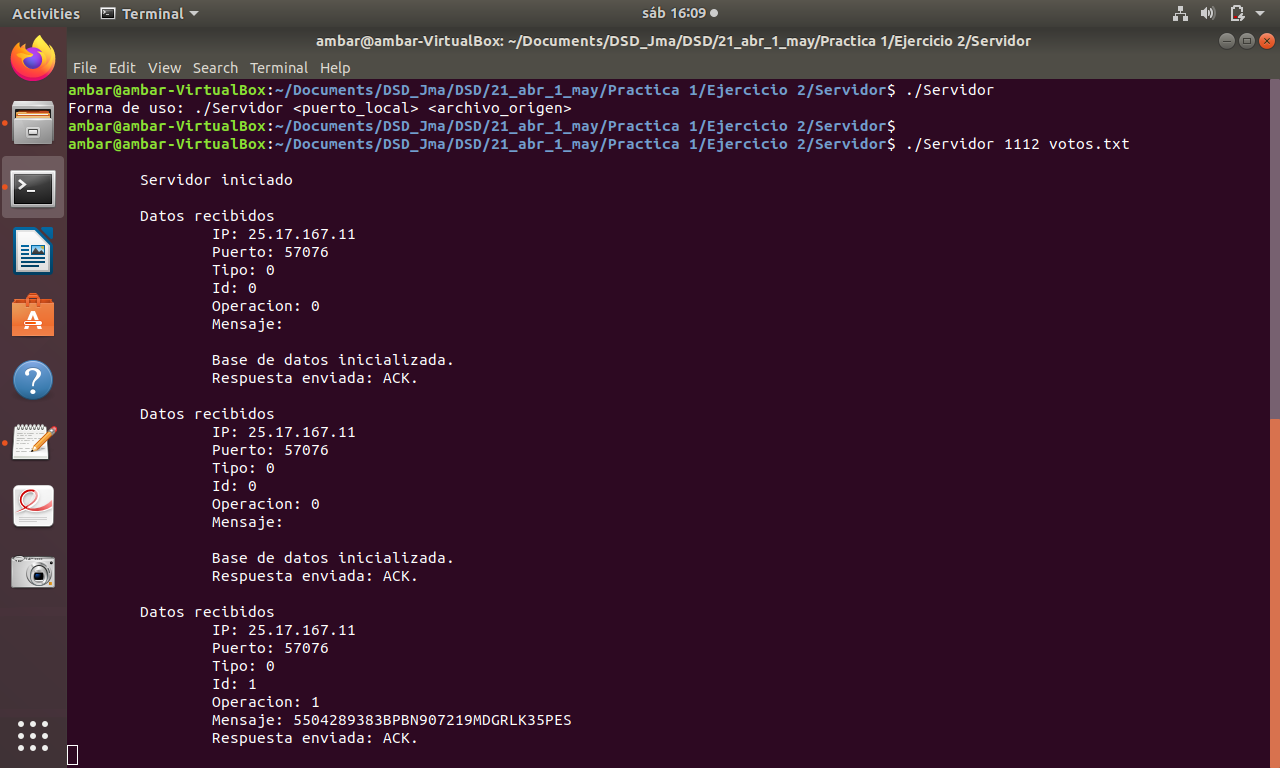 Activities Terminal sáb 16:09
ambar@ambar-VirtualBox: ~/Documents/DSD_Jma/DSD/21_abr_1_may/Practica 1/Ejercicio 2/Servidor
File Edit View Search Terminal Help
ambar@ambar-VirtualBox:~/Documents/DSD_Jma/DSD/21_abr_1_may/Practica 1/Ejercicio 2/Servidor$ ./Servidor
Forma de uso: ./Servidor <puerto_local> <archivo_origen>
ambar@ambar-VirtualBox:~/Documents/DSD_Jma/DSD/21_abr_1_may/Practica 1/Ejercicio 2/Servidor$
ambar@ambar-VirtualBox:~/Documents/DSD_Jma/DSD/21_abr_1_may/Practica 1/Ejercicio 2/Servidor$ ./Servidor 1112 votos.txt
Servidor iniciado
Datos recibidos
IP: 25.17.167.11
Puerto: 57076
Tipo: 0
Id: 0
Operacion: 0
Mensaje:
Base de datos inicializada.
Respuesta enviada: ACK.
Datos recibidos
IP: 25.17.167.11
Puerto: 57076
Tipo: 0
Id: 0
Operacion: 0
Mensaje:
Base de datos inicializada.
Respuesta enviada: ACK.
Datos recibidos
IP: 25.17.167.11
Puerto: 57076
Tipo: 0
Id: 1
Operacion: 1
Mensaje: 5504289383BPBN907219MDGRLK35PES
Respuesta enviada: ACK.